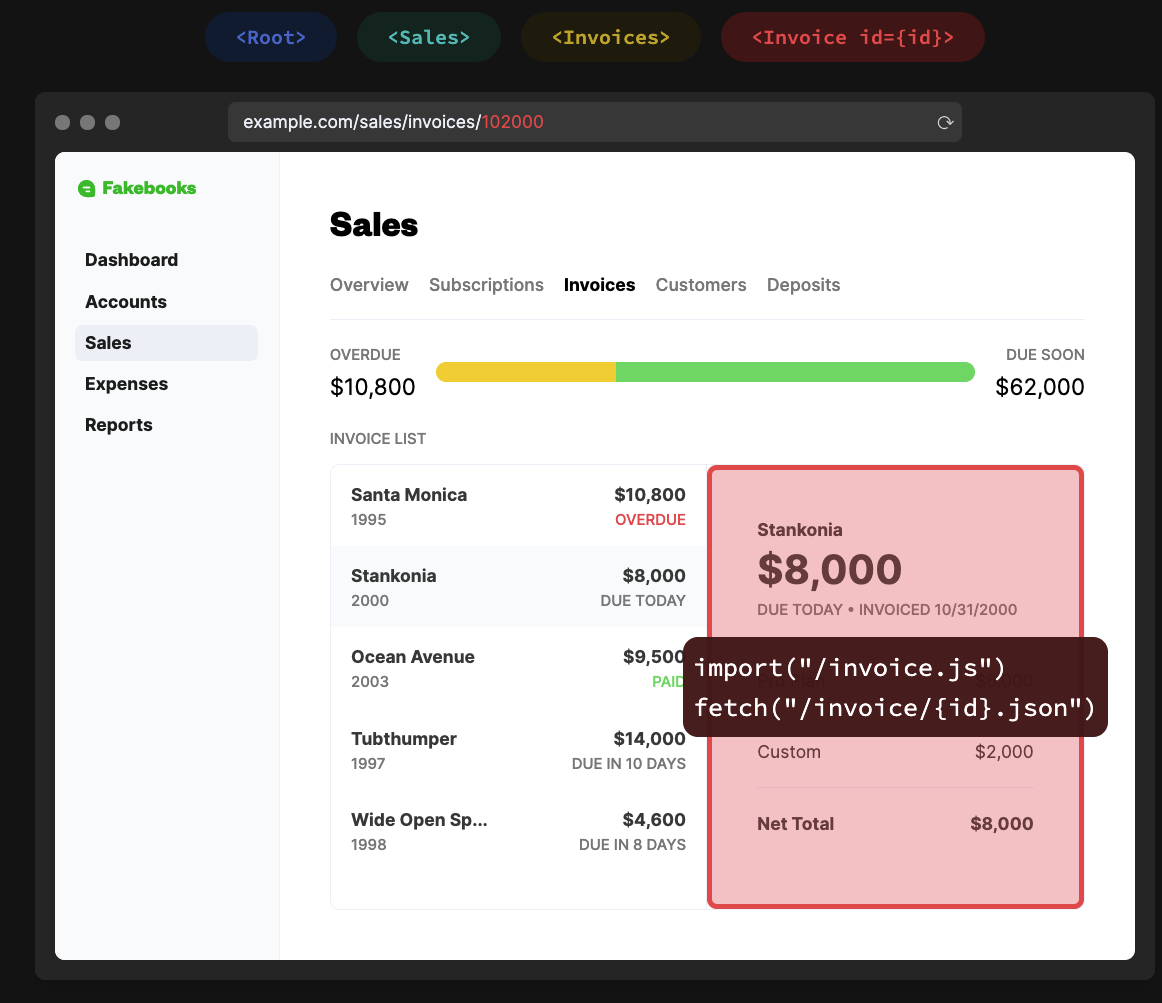 <Root> <Sales> <Invoices> <Invoice id={id}>
example.com/sales/invoices/102000
Fakebooks
Dashboard
Accounts
Sales
Expenses
Reports
Sales
Overview Subscriptions Invoices Customers Deposits
OVERDUE
$10,800
DUE SOON
$62,000
INVOICE LIST
Santa Monica $10,800
1995 OVERDUE
Stankonia $8,000
2000 DUE TODAY
Ocean Avenue $9,500
2003 PAID
Tubthumper $14,000
1997 DUE IN 10 DAYS
Wide Open Sp... $4,600
1998 DUE IN 8 DAYS
Stankonia
$8,000
DUE TODAY • INVOICED 10/31/2000
import("/invoice.js")
fetch("/invoice/{id}.json")
Custom $2,000
Net Total $8,000